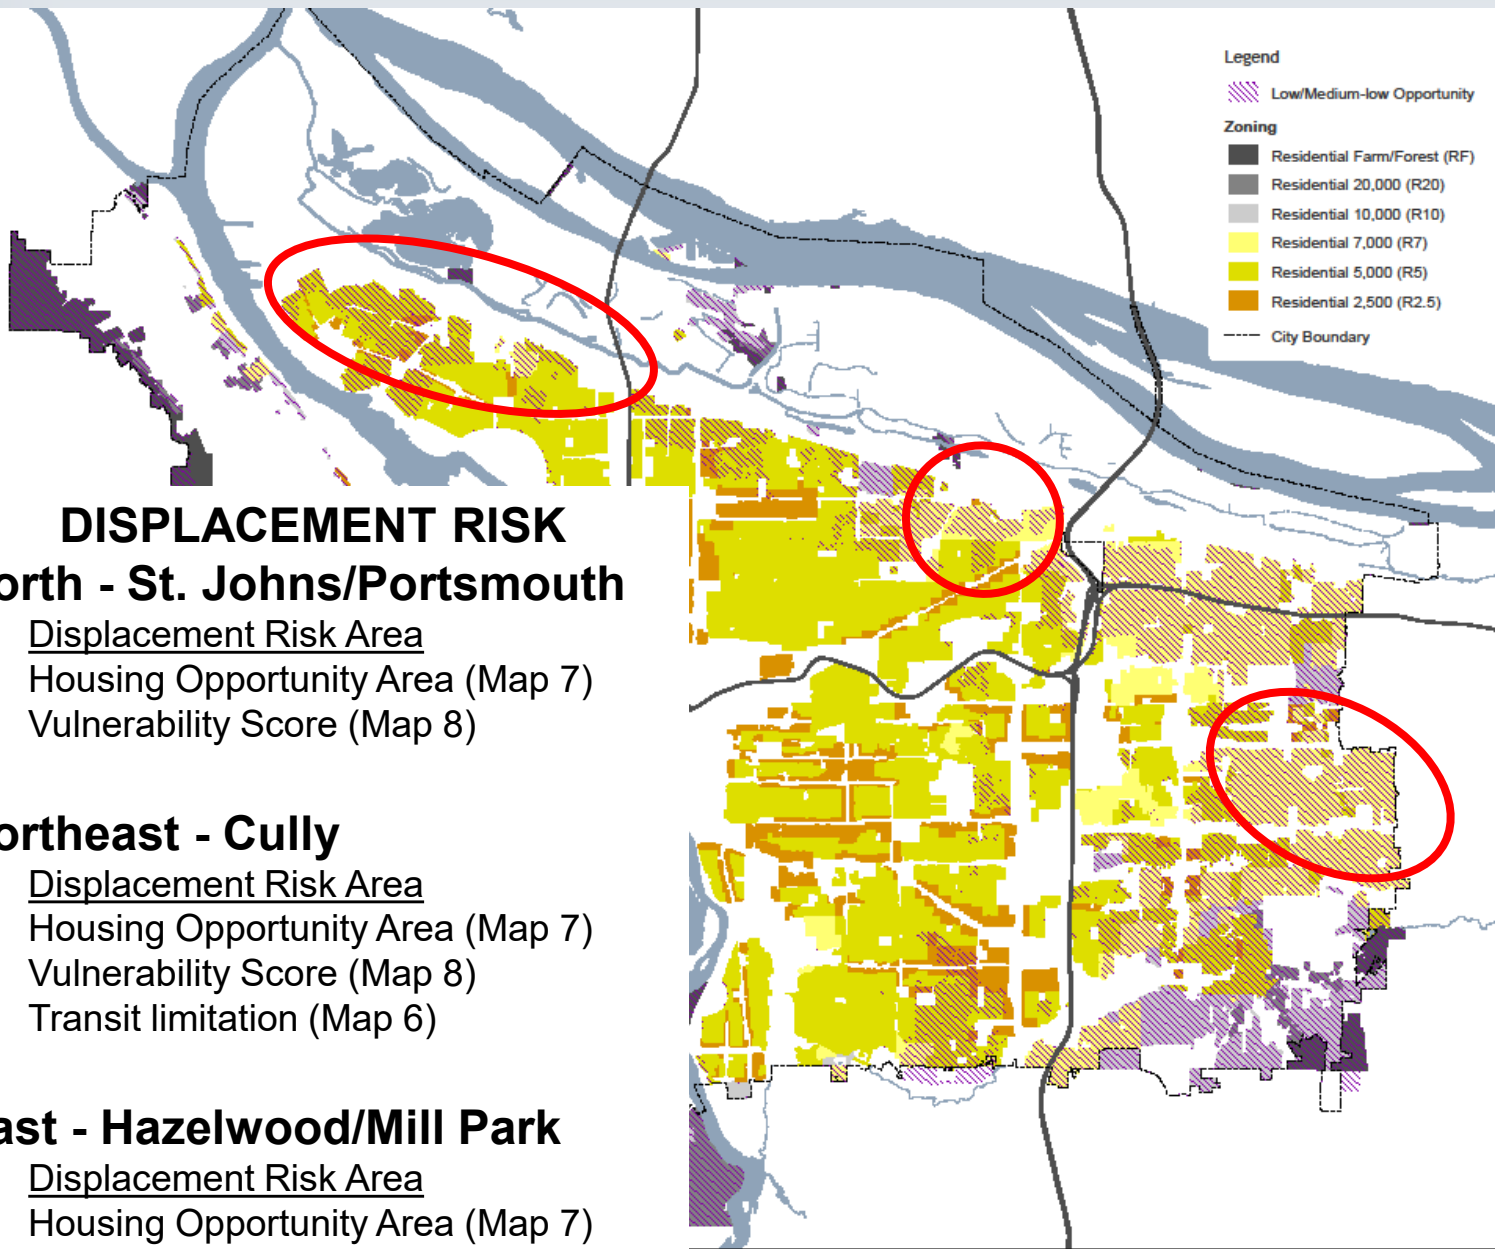 Legend
Low/Medium-low Opportunity
Zoning
Residential Farm/Forest (RF)
Residential 20,000 (R20)
Residential 10,000 (R10)
Residential 7,000 (R7)
Residential 5,000 (R5)
Residential 2,500 (R2.5)
City Boundary
DISPLACEMENT RISK
orth - St. Johns/Portsmouth
Displacement Risk Area
Housing Opportunity Area (Map 7)
Vulnerability Score (Map 8)
ortheast - Cully
Displacement Risk Area
Housing Opportunity Area (Map 7)
Vulnerability Score (Map 8)
Transit limitation (Map 6)
ast - Hazelwood/Mill Park
Displacement Risk Area
Housing Opportunity Area (Map 7)